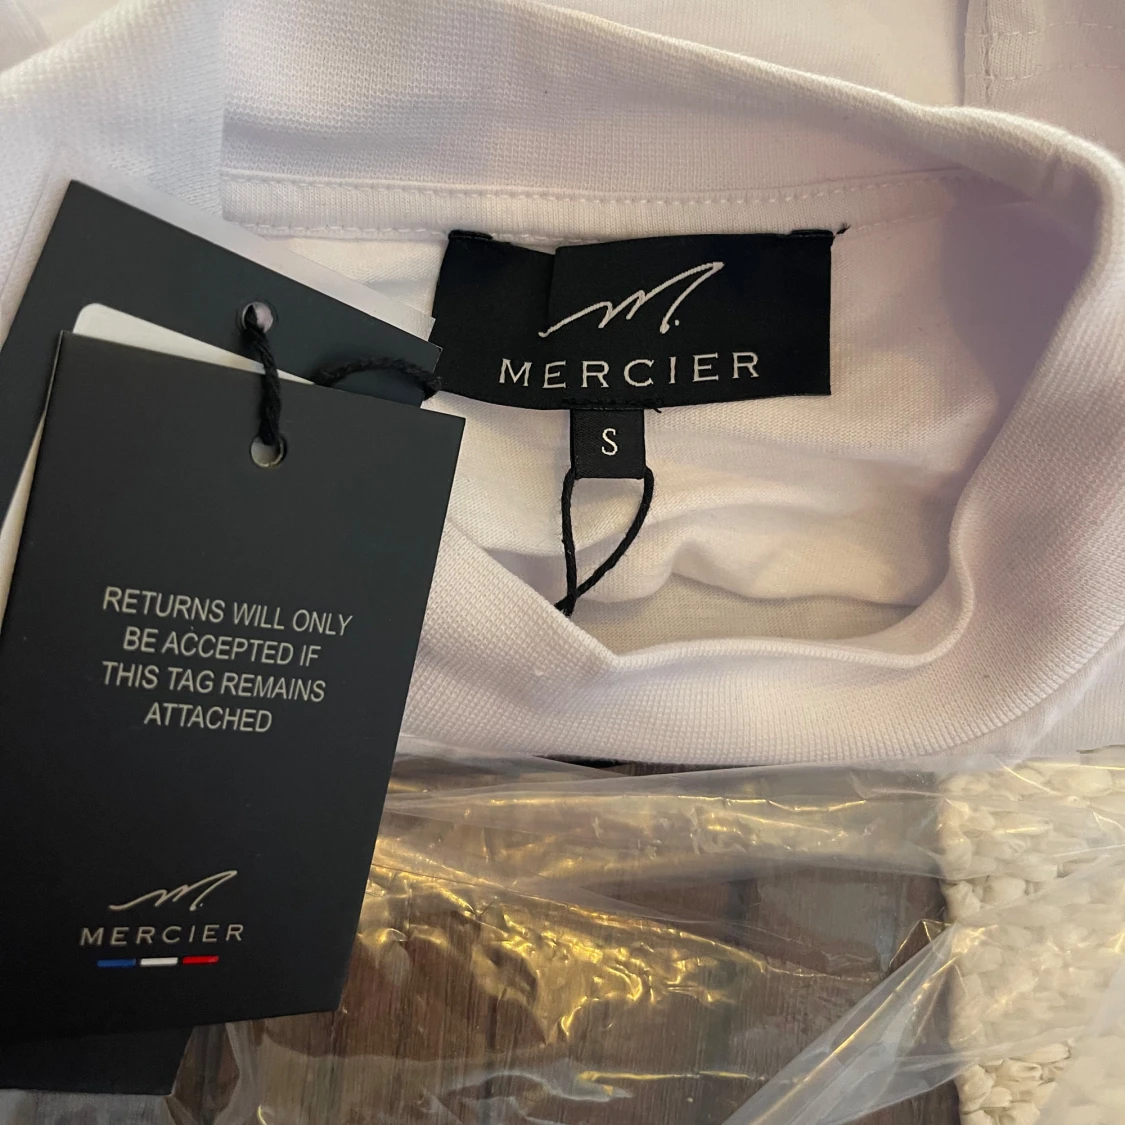 M.
MERCIER
S
RETURNS WILL ONLY
BE ACCEPTED IF
THIS TAG REMAINS
ATTACHED
M.
MERCIER